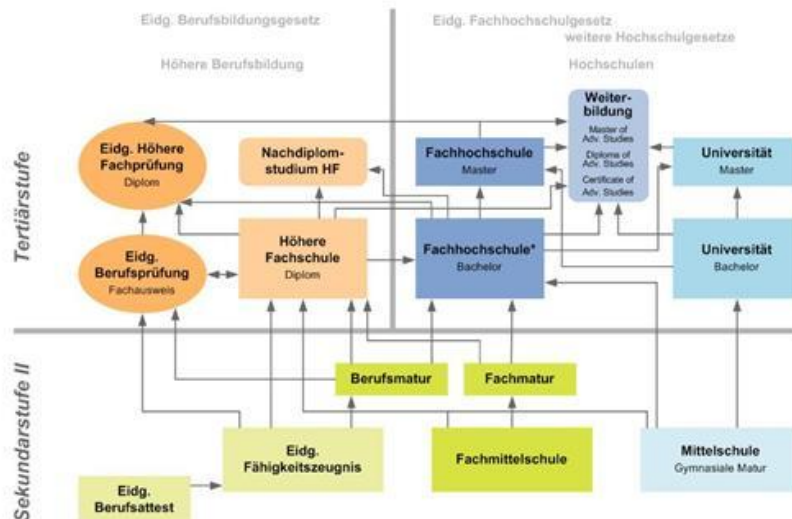 Eidg. Berufsbildungsgesetz
Eidg. Fachhochschulgesetz
weitere Hochschulgesetze
Höhere Berufsbildung
Hochschulen
Tertiärstufe
Eidg. Höhere
Fachprüfung
Diplom
Nachdiplom-
studium HF
Fachhochschule
Master
Weiter-
bildung
Master of
Adv. Studies
Diploma of
Adv. Studies
Certificate of
Adv. Studies
Universität
Master
Eidg.
Berufsprüfung
Fachausweis
Höhere
Fachschule
Diplom
Fachhochschule*
Bachelor
Universität
Bachelor
Sekundarstufe II
Berufsmatur
Fachmatur
Eidg.
Fähigkeitszeugnis
Fachmittelschule
Mittelschule
Gymnasiale Matur
Eidg.
Berufsattest